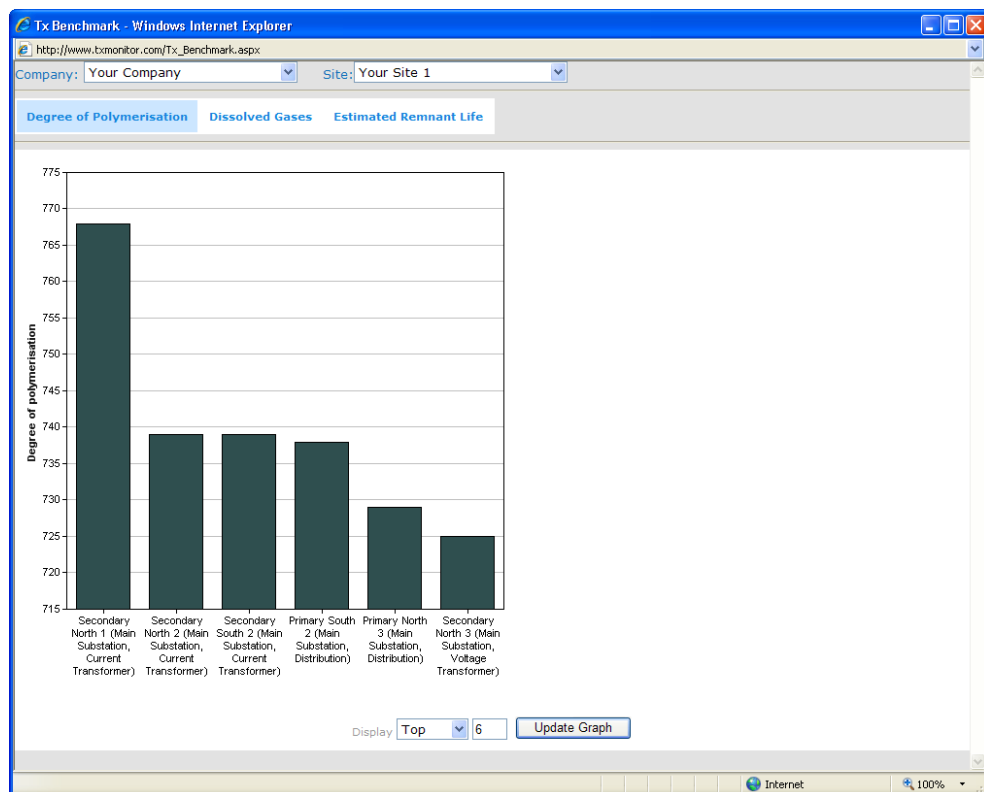 Tx Benchmark - Windows Internet Explorer
http://www.txmonitor.com/Tx_Benchmark.aspx
Company: Your Company Site: Your Site 1
Degree of Polymerisation Dissolved Gases Estimated Remnant Life
775
770
765
760
755
750
745
740
735
730
725
720
715
Degree of polymerisation
Secondary
North 1 (Main
Substation,
Current
Transformer)
Secondary
North 2 (Main
Substation,
Current
Transformer)
Secondary
South 2 (Main
Substation,
Current
Transformer)
Primary South
2 (Main
Substation,
Distribution)
Primary North
3 (Main
Substation,
Distribution)
Secondary
North 3 (Main
Substation,
Voltage
Transformer)
Display Top 6 Update Graph
Internet 100%